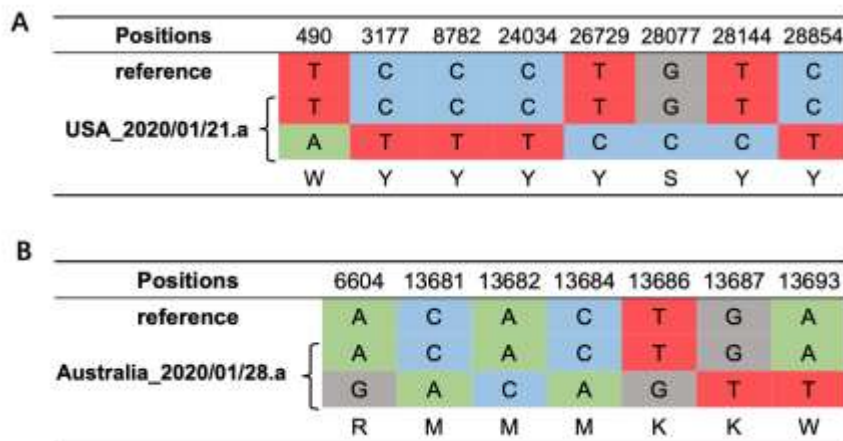 A
Positions 490 3177 8782 24034 26729 28077 28144 28854
reference T C C C T G T C
T C C C T G T C
USA_2020/01/21.a
A T T T C C C T
W Y Y Y Y S Y Y
B
Positions 6604 13681 13682 13684 13686 13687 13693
reference A C A C T G A
A C A C T G A
Australia_2020/01/28.a
G A C A G T T
R M M M K K W